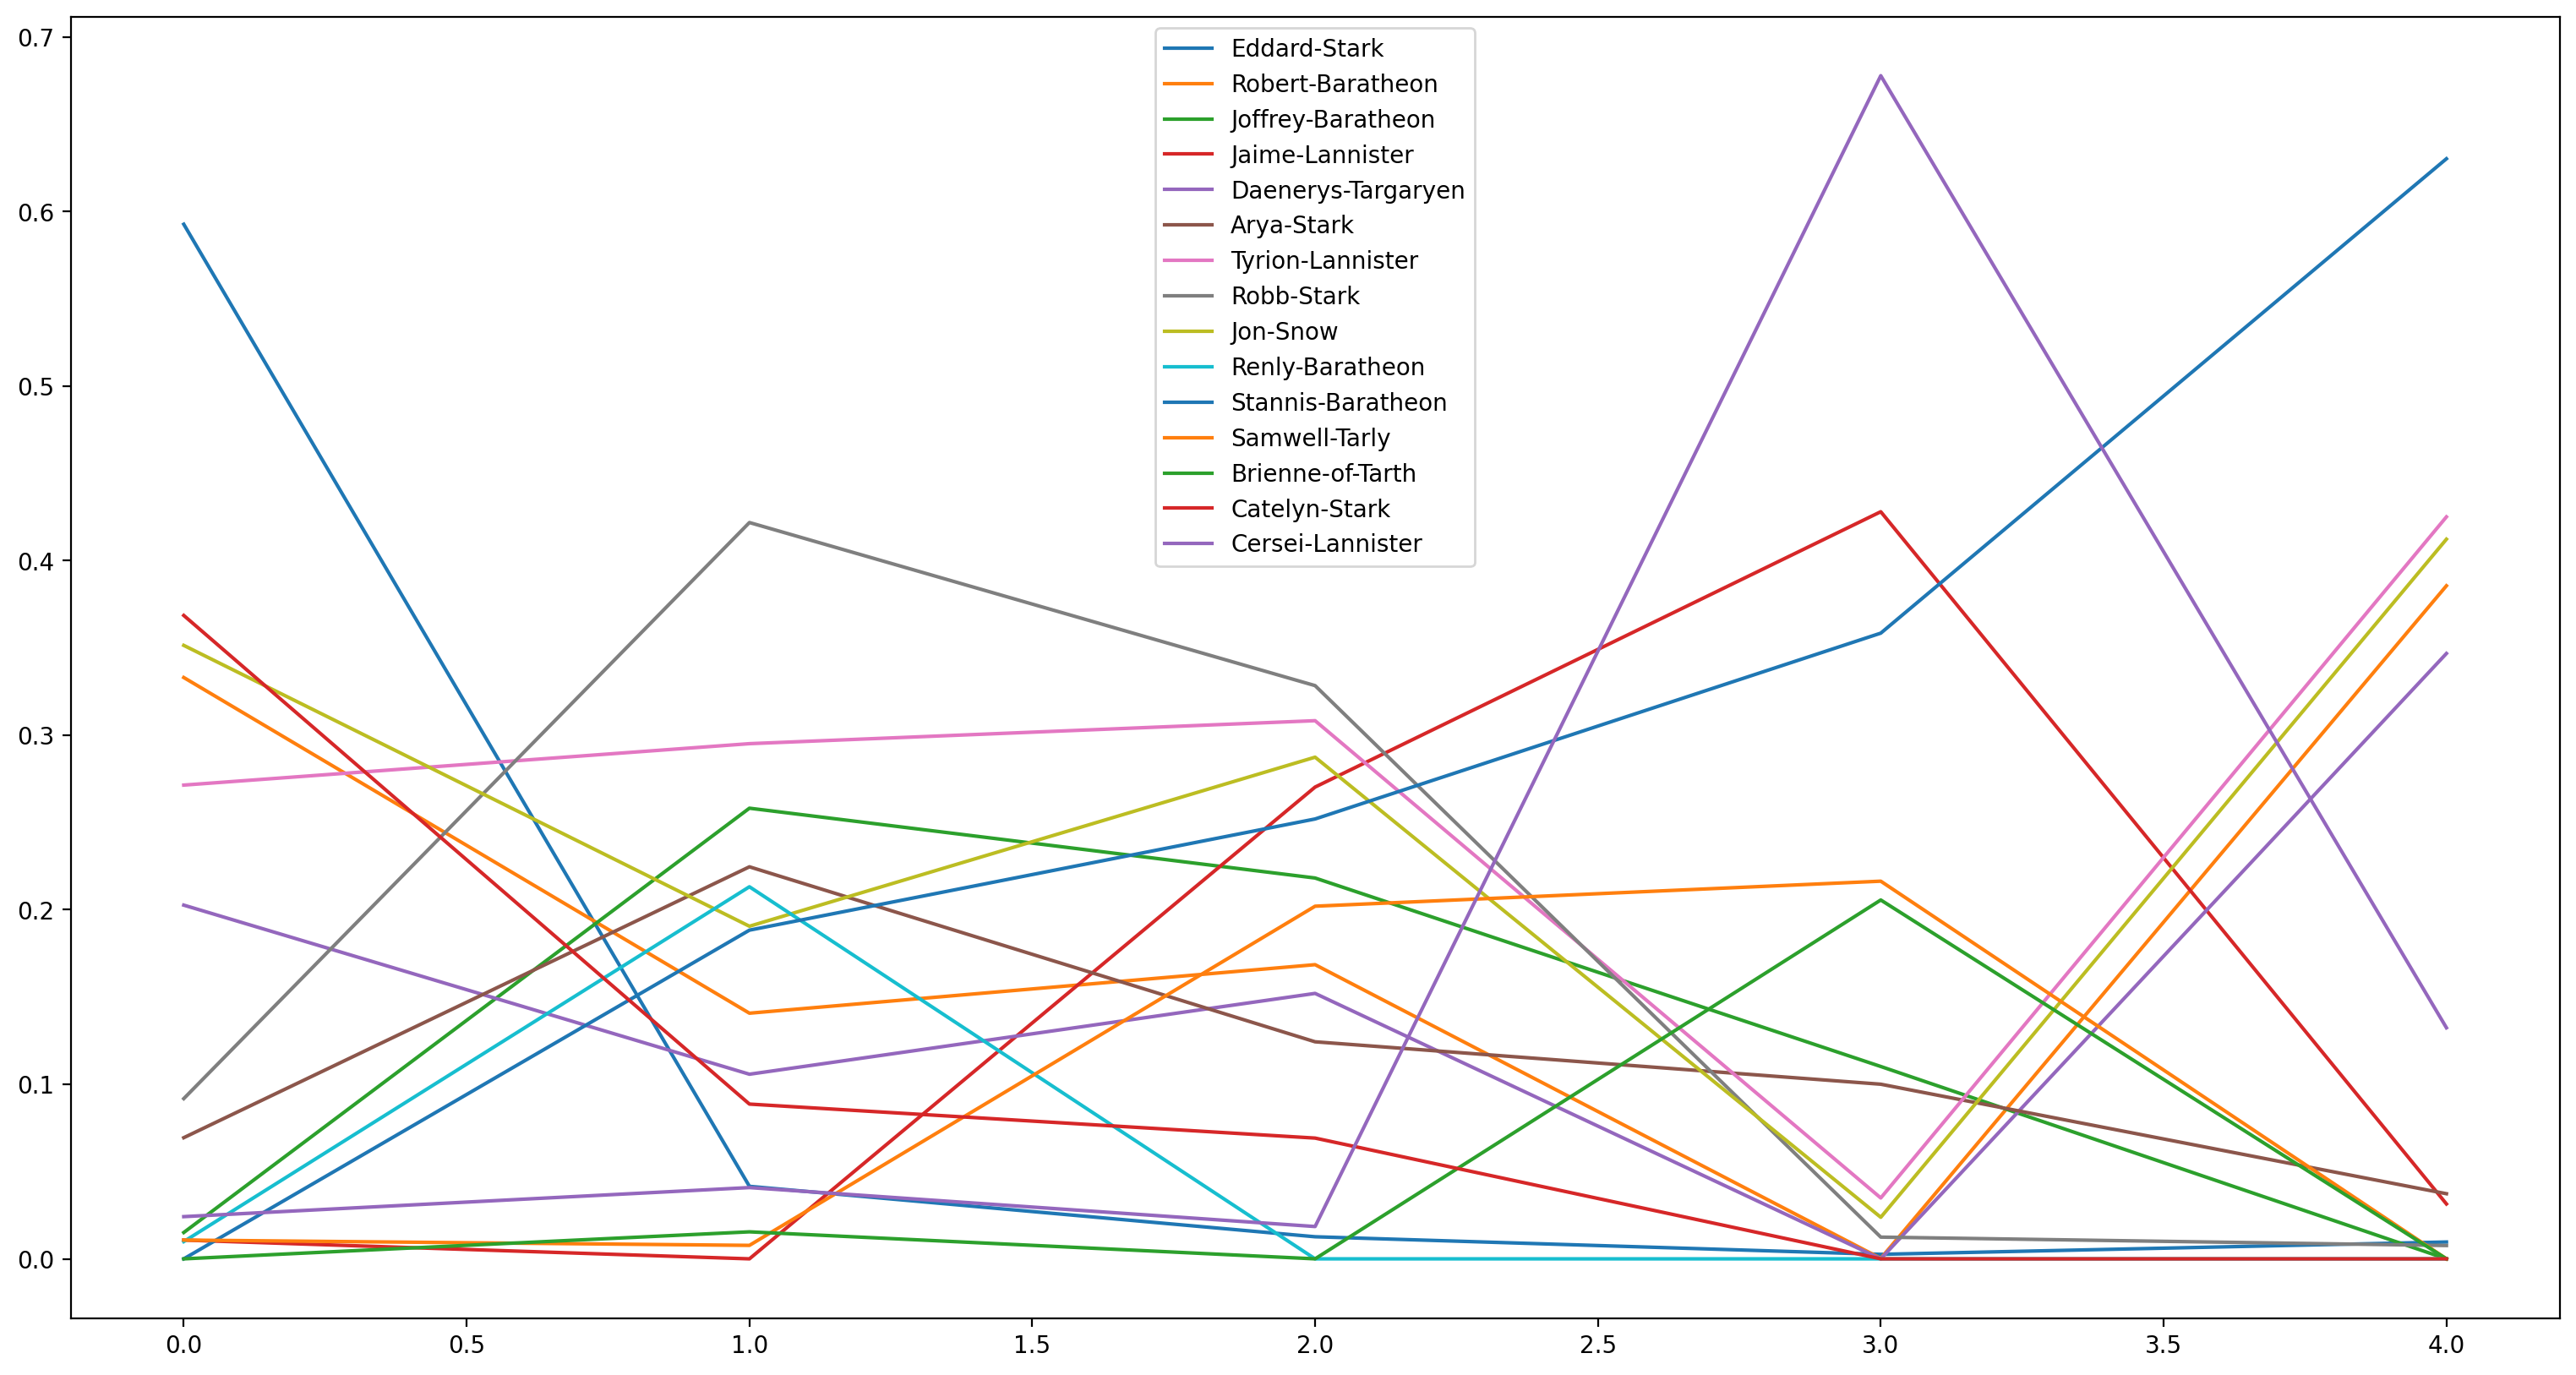 0.7
0.6
0.5
0.4
0.3
0.2
0.1
0.0
Eddard-Stark
Robert-Baratheon
Joffrey-Baratheon
Jaime-Lannister
Daenerys-Targaryen
Arya-Stark
Tyrion-Lannister
Robb-Stark
Jon-Snow
Renly-Baratheon
Stannis-Baratheon
Samwell-Tarly
Brienne-of-Tarth
Catelyn-Stark
Cersei-Lannister
0.0 0.5 1.0 1.5 2.0 2.5 3.0 3.5 4.0